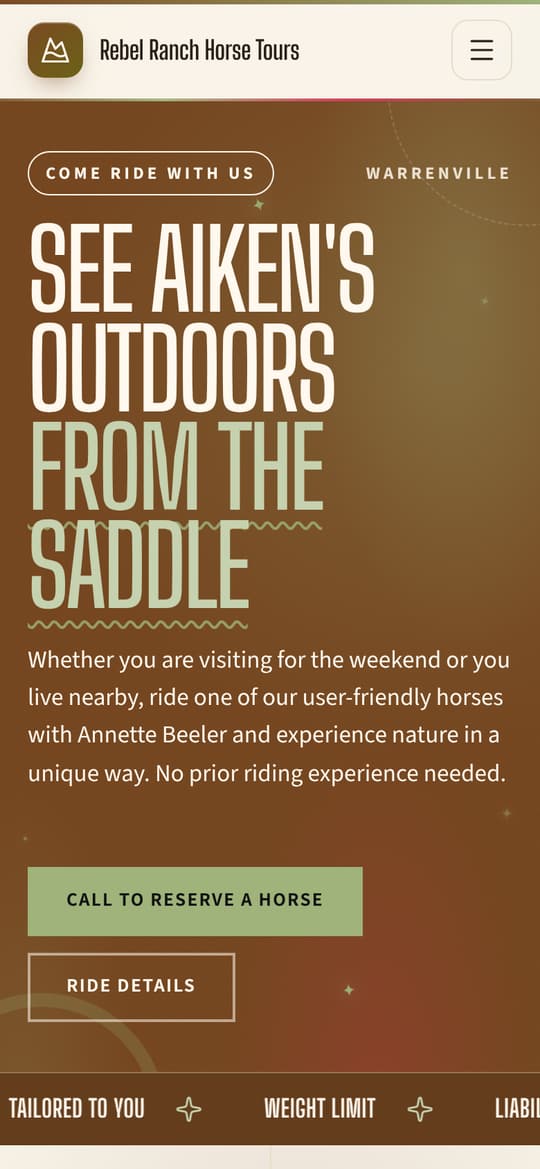 Rebel Ranch Horse Tours
COME RIDE WITH US
WARRENVILLE
SEE AIKEN'S
OUTDOORS
FROM THE
SADDLE
Whether you are visiting for the weekend or you
live nearby, ride one of our user-friendly horses
with Annette Beeler and experience nature in a
unique way. No prior riding experience needed.
CALL TO RESERVE A HORSE
RIDE DETAILS
TAILORED TO YOU WEIGHT LIMIT